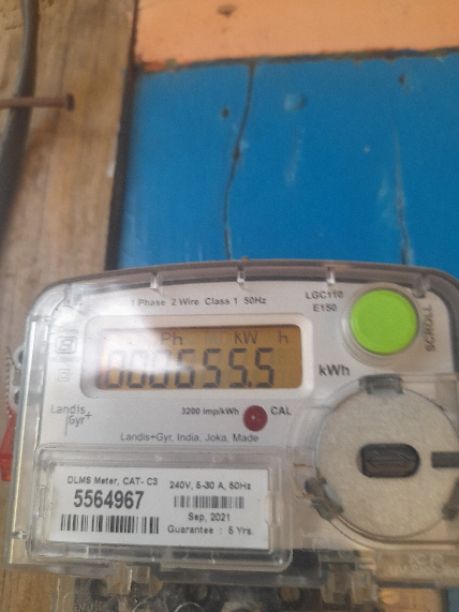 1 Phase 2 Wire Class 1 50Hz
LGC110
E150
SCROLL
Ph KW h
000655.5
kWh
Landis
Gyr+
3200 imp/kWh
CAL
Landis+Gyr, India, Joka, Made
DLMS Meter, CAT- C3
5564967
240V, 5-30 A, 50Hz
Sep, 2021
Guarantee : 5 Yrs.